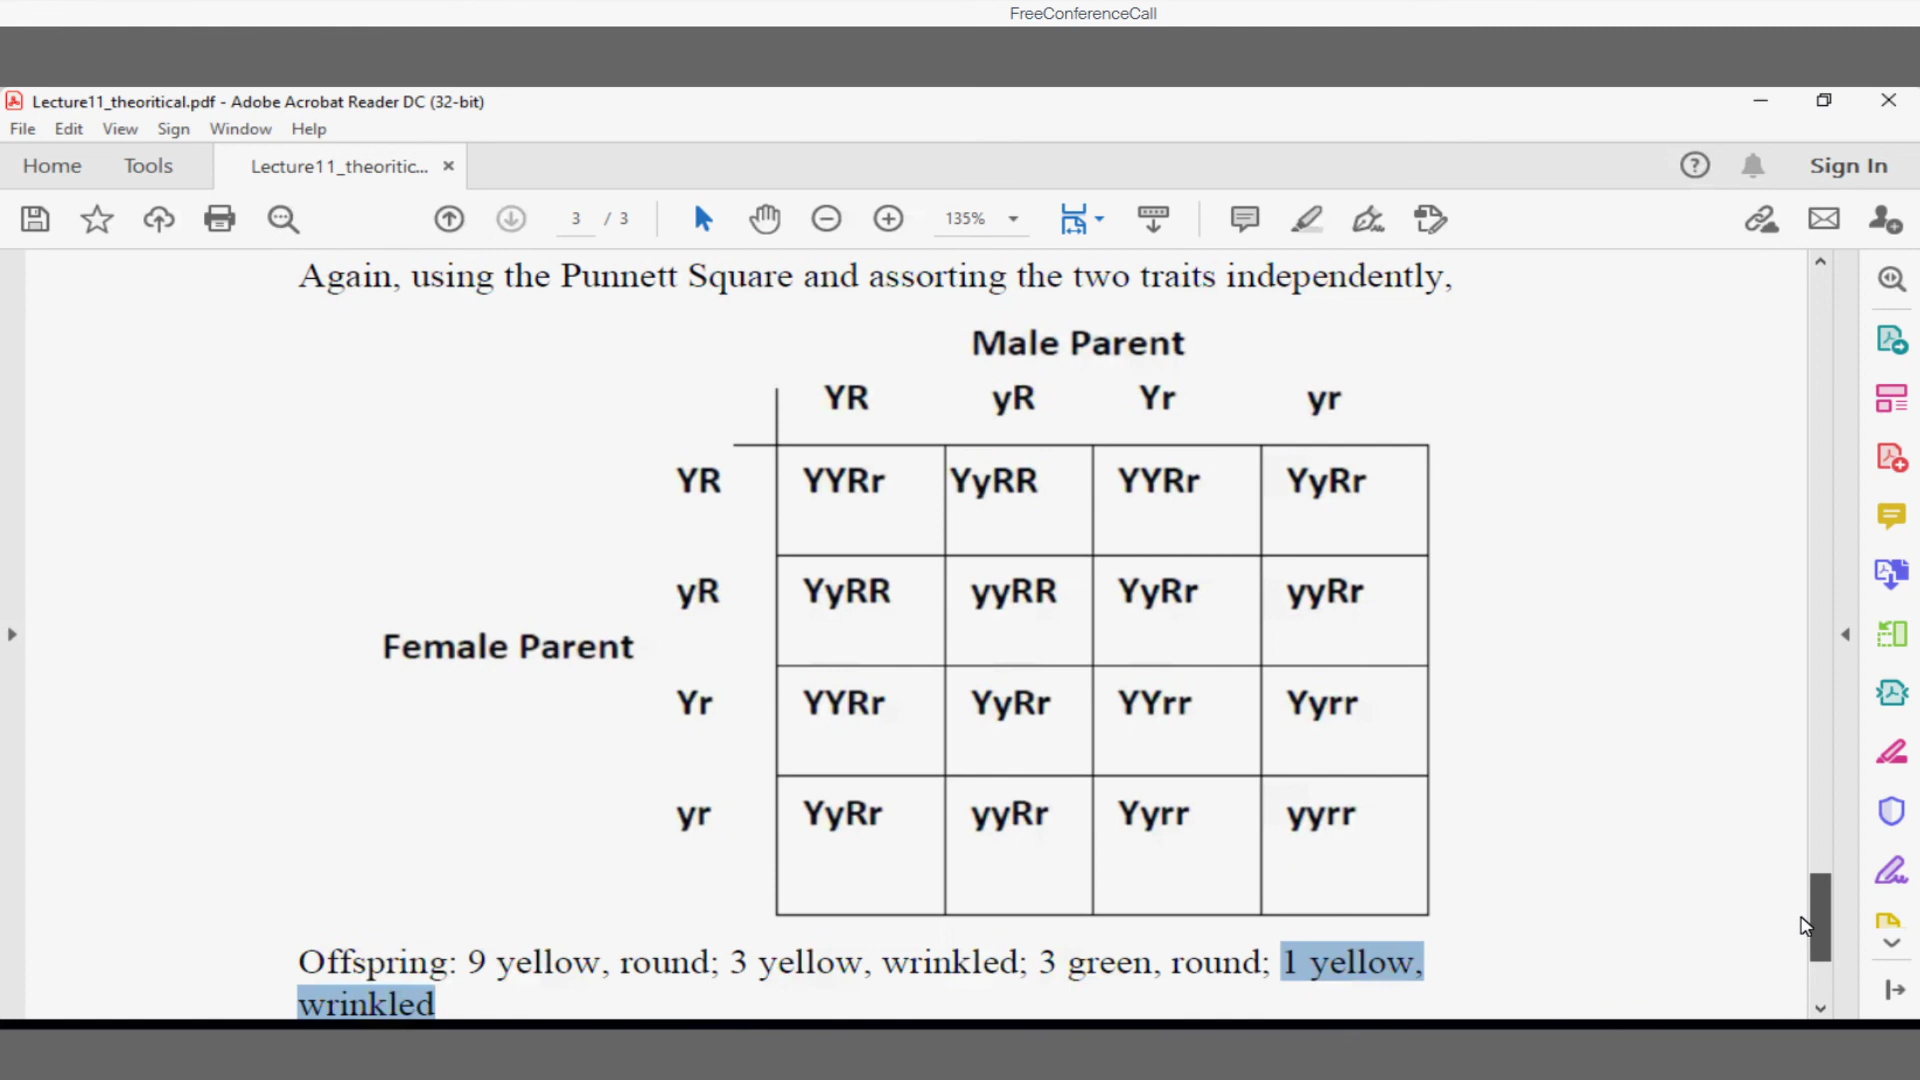 FreeConferenceCall
Lecture11_theoritical.pdf - Adobe Acrobat Reader DC (32-bit)
File Edit View Sign Window Help
Home Tools Lecture11_theoritic... Sign In
3 / 3 135%
Again, using the Punnett Square and assorting the two traits independently,
Male Parent
YR yR Yr yr
YR YYRr YyRR YYRr YyRr
yR YyRR yyRR YyRr yyRr
Female Parent
Yr YYRr YyRr YYrr Yyrr
yr YyRr yyRr Yyrr yyrr
Offspring: 9 yellow, round; 3 yellow, wrinkled; 3 green, round; 1 yellow,
wrinkled